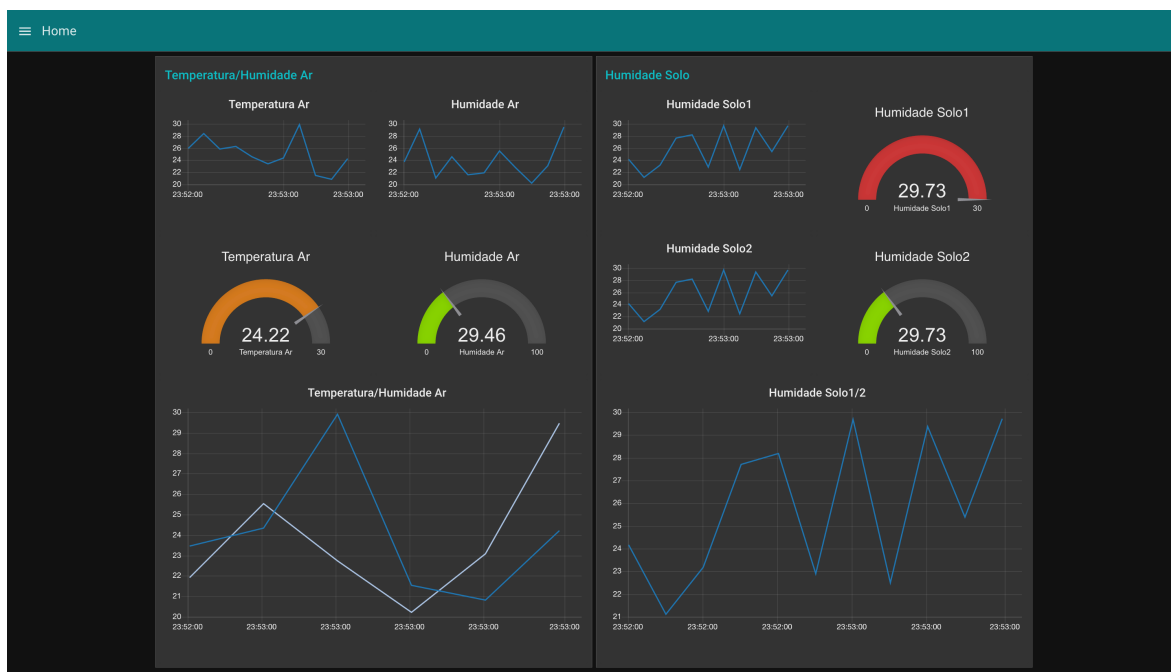 Home
Temperatura/Humidade Ar
Temperatura Ar
30
28
26
24
22
20
23:52:00 23:53:00 23:53:00
Humidade Ar
30
28
26
24
22
20
23:52:00 23:53:00 23:53:00
Temperatura Ar
24.22
0 Temperatura Ar 30
Humidade Ar
29.46
0 Humidade Ar 100
Temperatura/Humidade Ar
30
29
28
27
26
25
24
23
22
21
20
23:52:00 23:53:00 23:53:00 23:53:00 23:53:00 23:53:00
Humidade Solo
Humidade Solo1
30
28
26
24
22
20
23:52:00 23:53:00 23:53:00
Humidade Solo1
29.73
0 Humidade Solo1 30
Humidade Solo2
30
28
26
24
22
20
23:52:00 23:53:00 23:53:00
Humidade Solo2
29.73
0 Humidade Solo2 100
Humidade Solo1/2
30
29
28
27
26
25
24
23
22
21
23:52:00 23:52:00 23:52:00 23:53:00 23:53:00 23:53:00